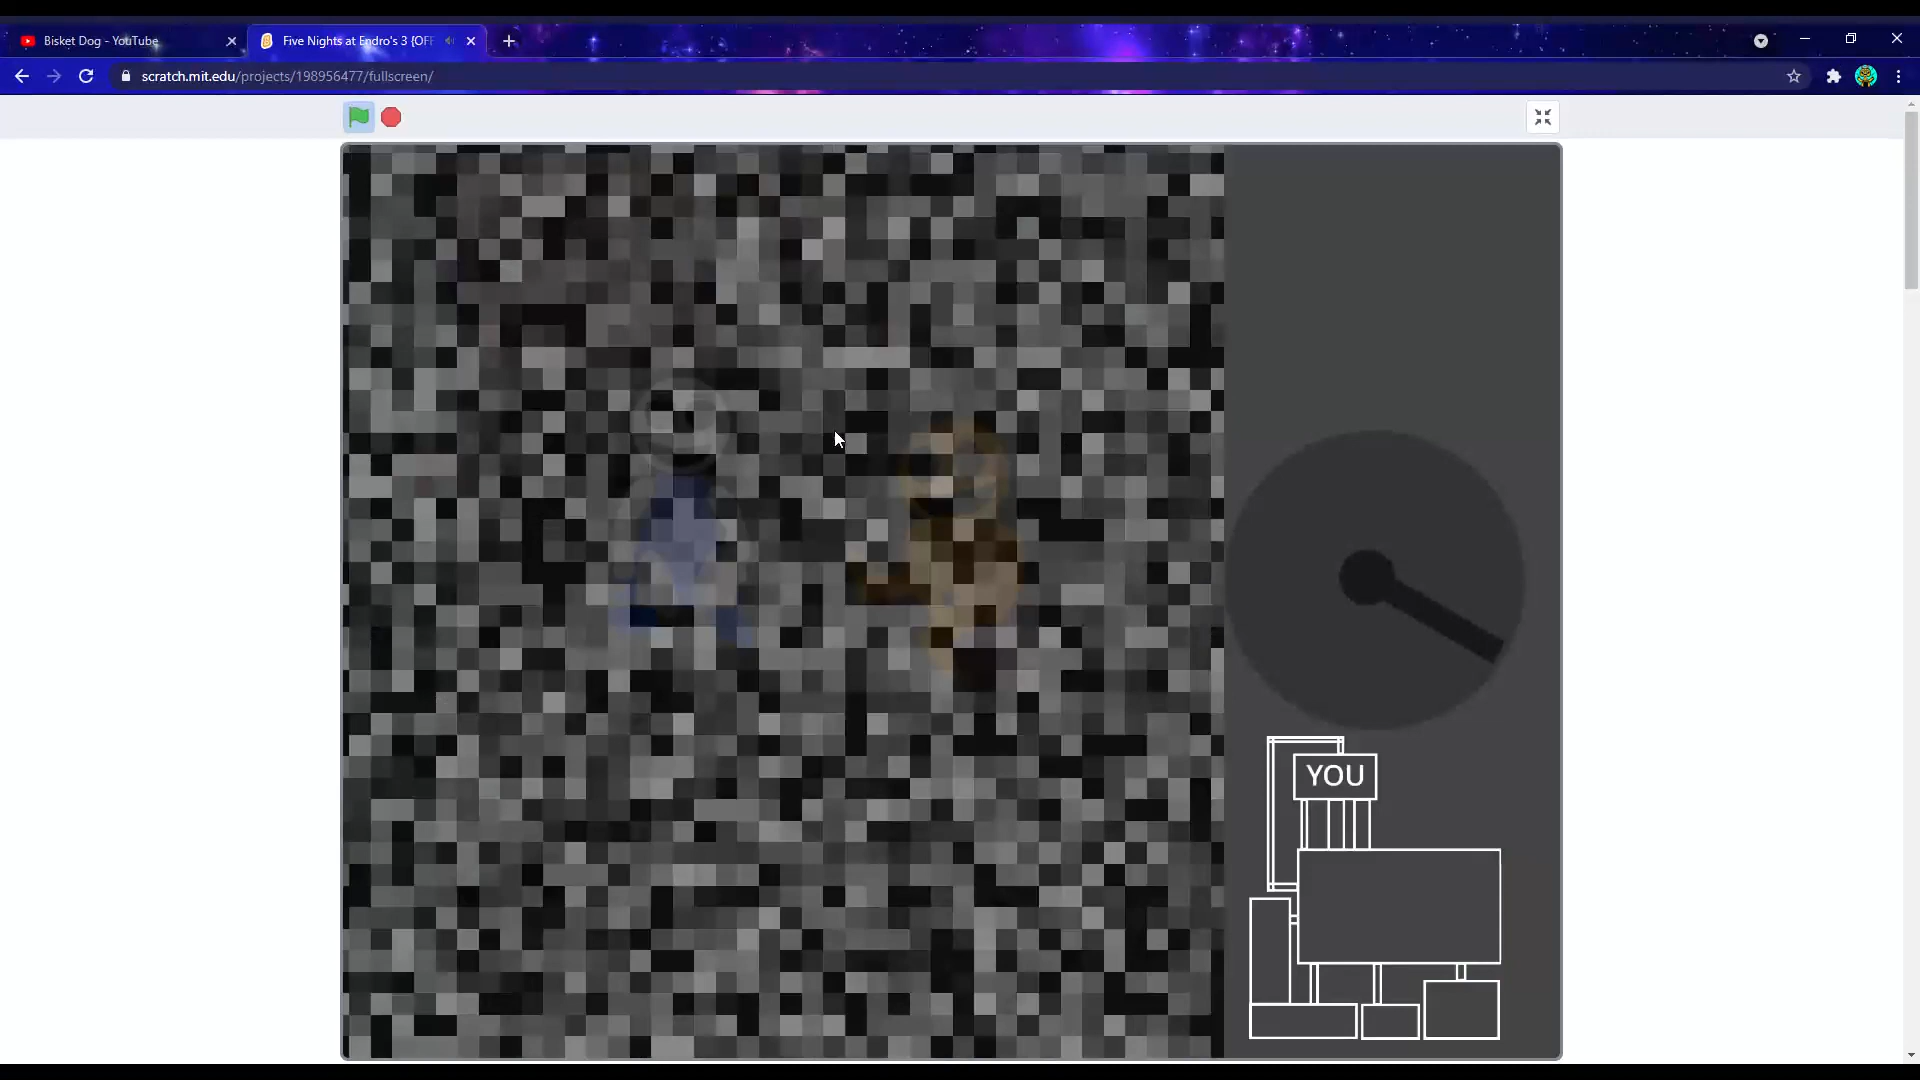 Bisket Dog - YouTube
Five Nights at Endro's 3 {OFF
scratch.mit.edu/projects/198956477/fullscreen/
YOU